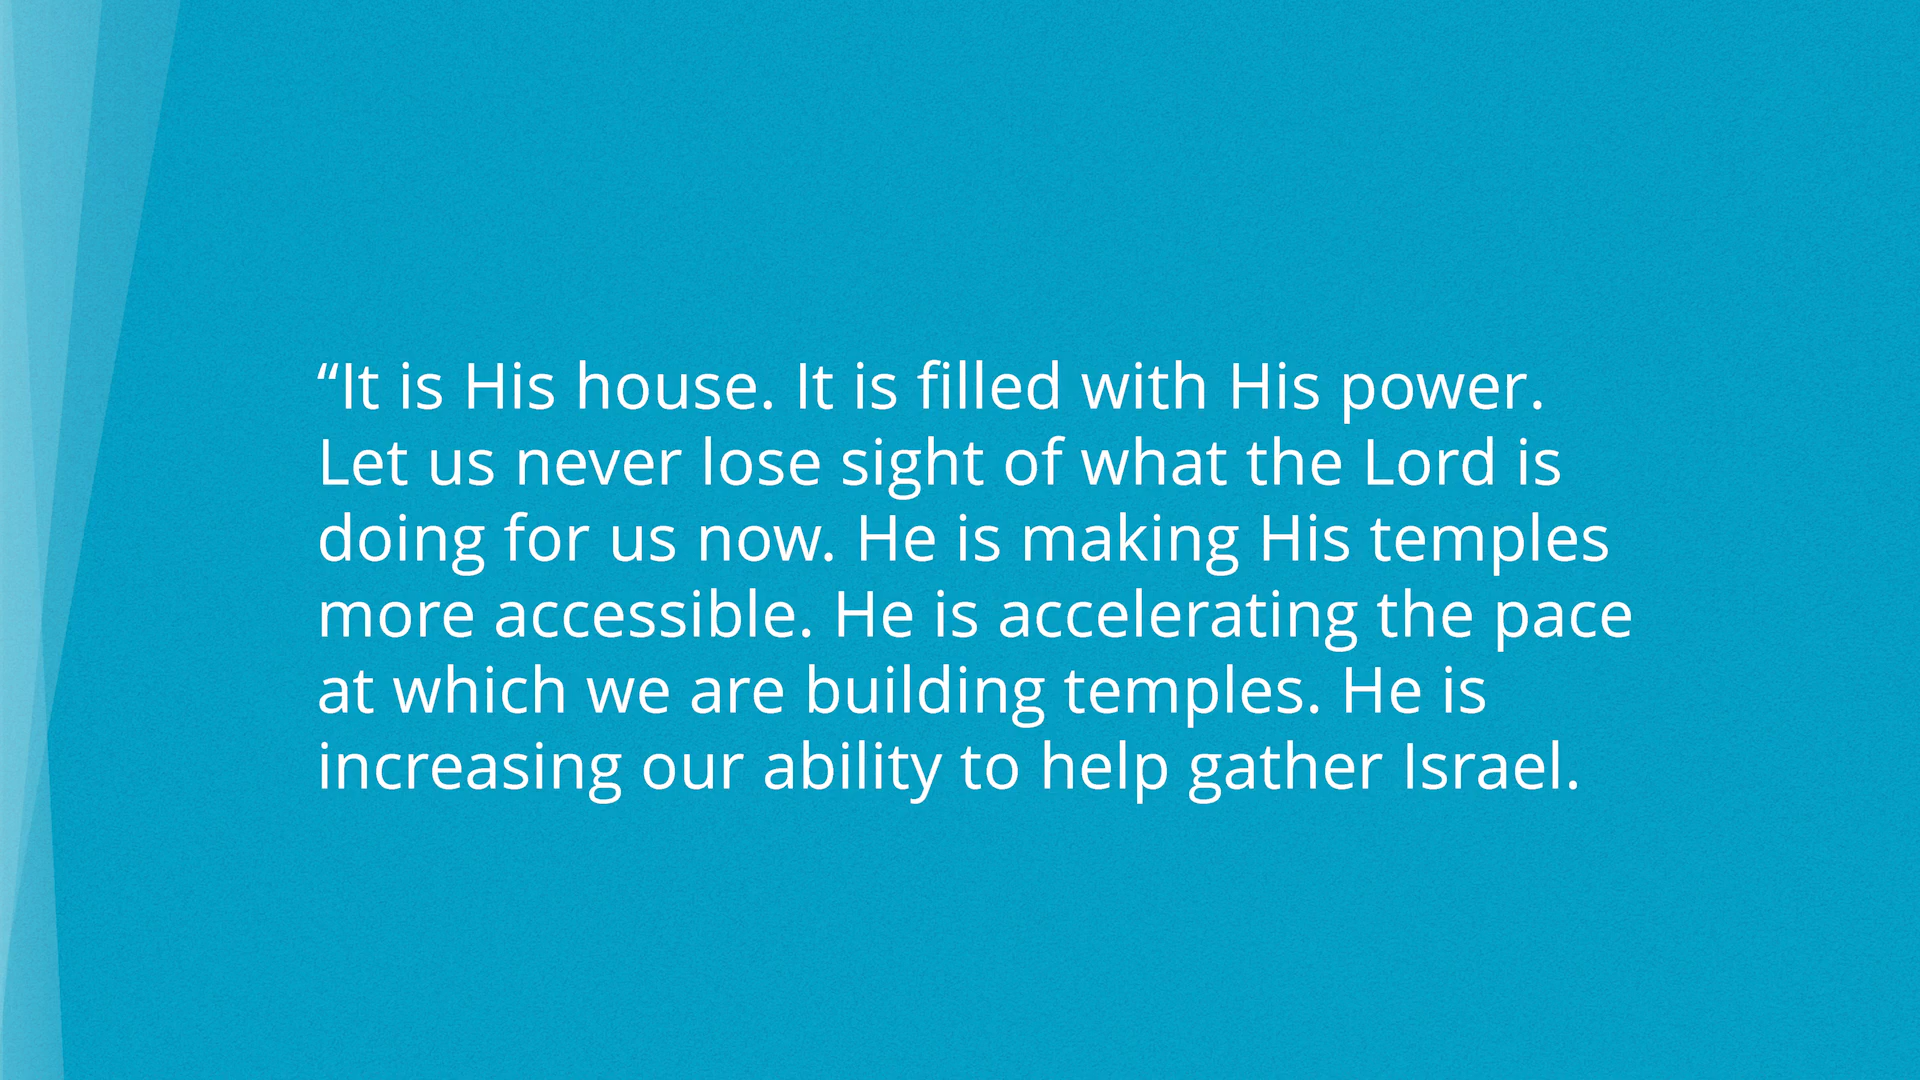 “It is His house. It is filled with His power.
Let us never lose sight of what the Lord is
doing for us now. He is making His temples
more accessible. He is accelerating the pace
at which we are building temples. He is
increasing our ability to help gather Israel.